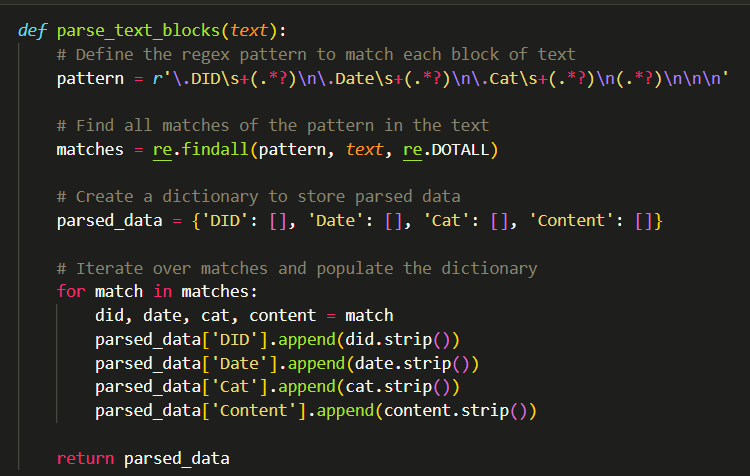 def parse_text_blocks(text):
    # Define the regex pattern to match each block of text
    pattern = r'\.DID\s+(.*?)\n\.Date\s+(.*?)\n\.Cat\s+(.*?)\n(.*?)\n\n\n'

    # Find all matches of the pattern in the text
    matches = re.findall(pattern, text, re.DOTALL)

    # Create a dictionary to store parsed data
    parsed_data = {'DID': [], 'Date': [], 'Cat': [], 'Content': []}

    # Iterate over matches and populate the dictionary
    for match in matches:
        did, date, cat, content = match
        parsed_data['DID'].append(did.strip())
        parsed_data['Date'].append(date.strip())
        parsed_data['Cat'].append(cat.strip())
        parsed_data['Content'].append(content.strip())

    return parsed_data